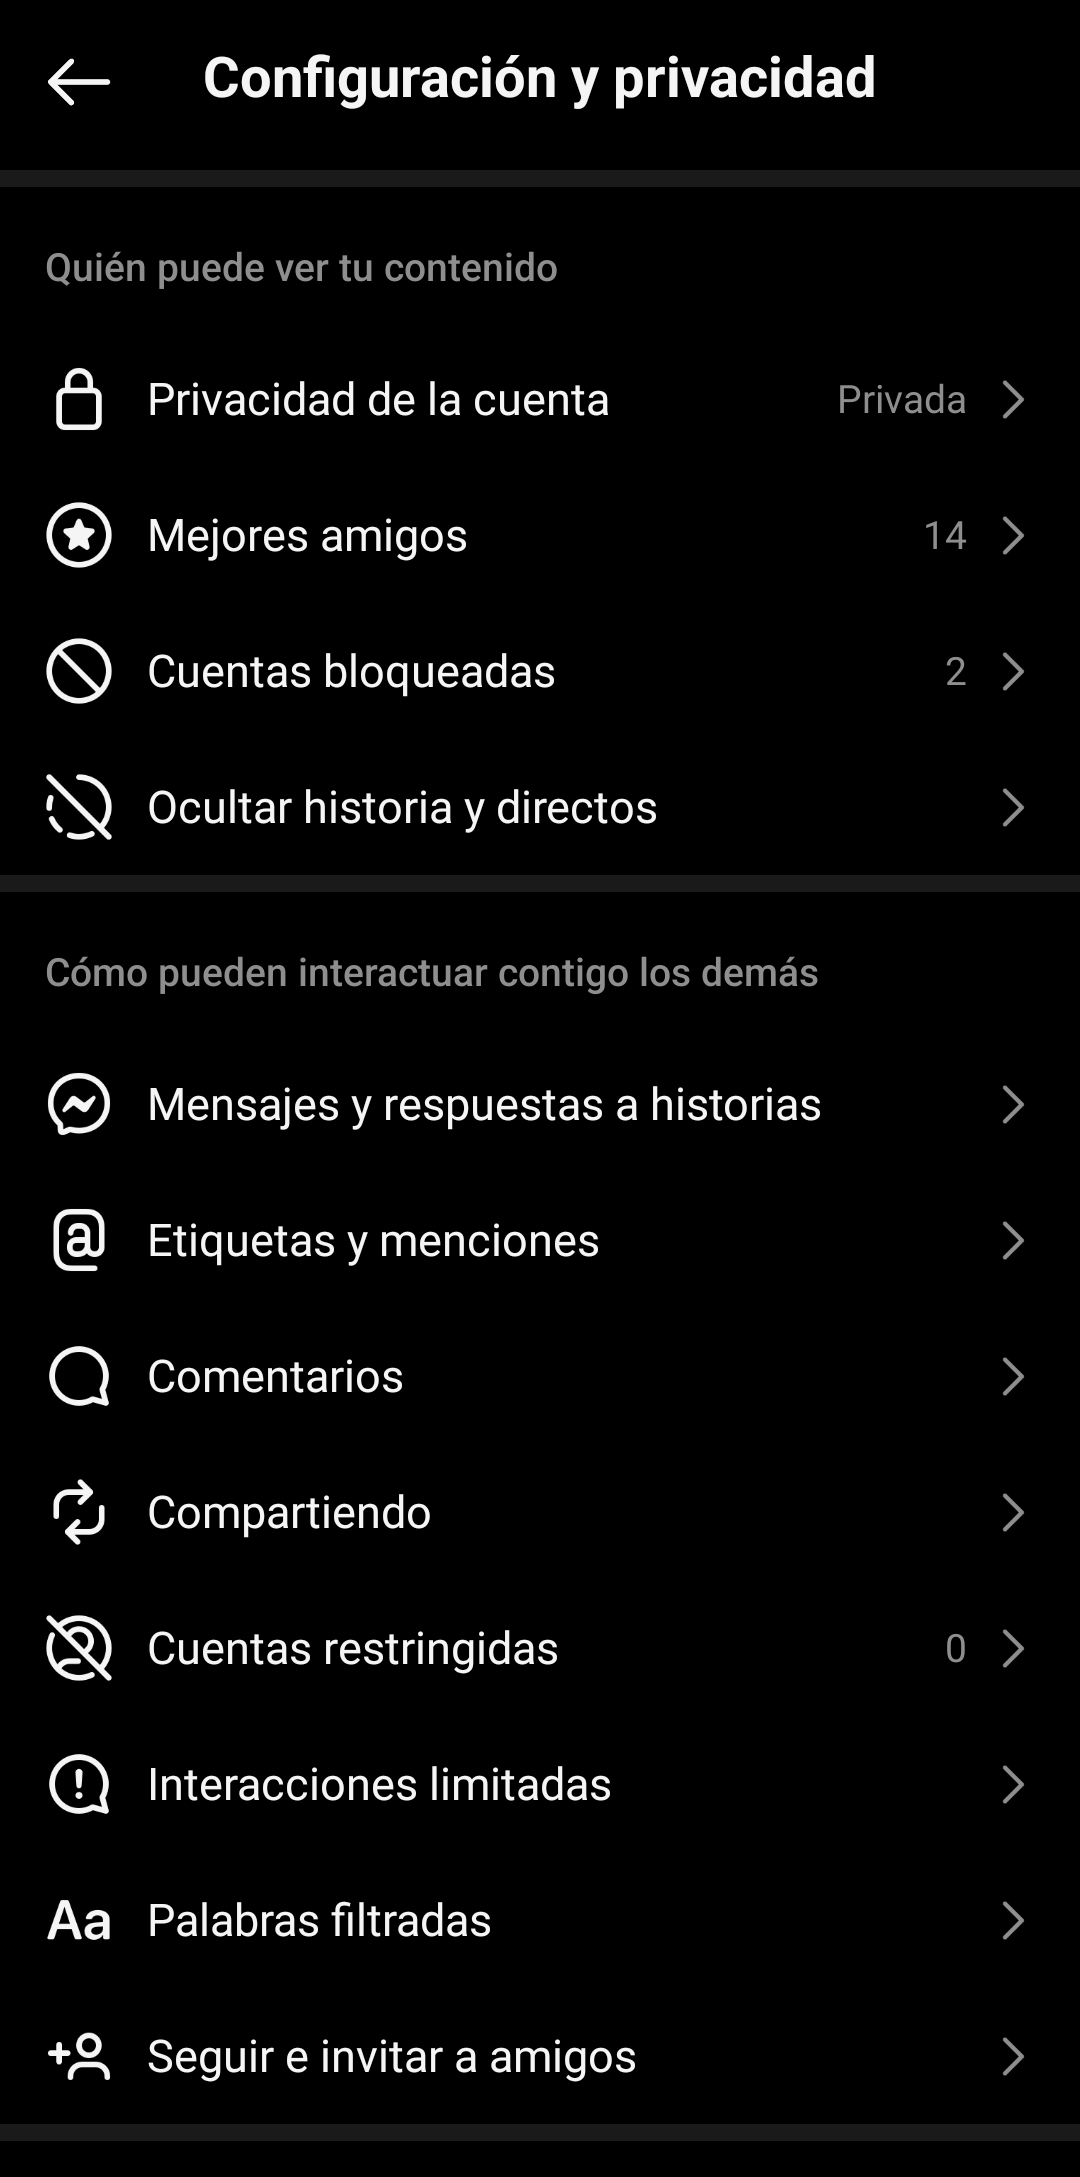 Configuración y privacidad
Quién puede ver tu contenido
Privacidad de la cuenta Privada
Mejores amigos 14
Cuentas bloqueadas 2
Ocultar historia y directos
Cómo pueden interactuar contigo los demás
Mensajes y respuestas a historias
Etiquetas y menciones
Comentarios
Compartiendo
Cuentas restringidas 0
Interacciones limitadas
Aa Palabras filtradas
Seguir e invitar a amigos